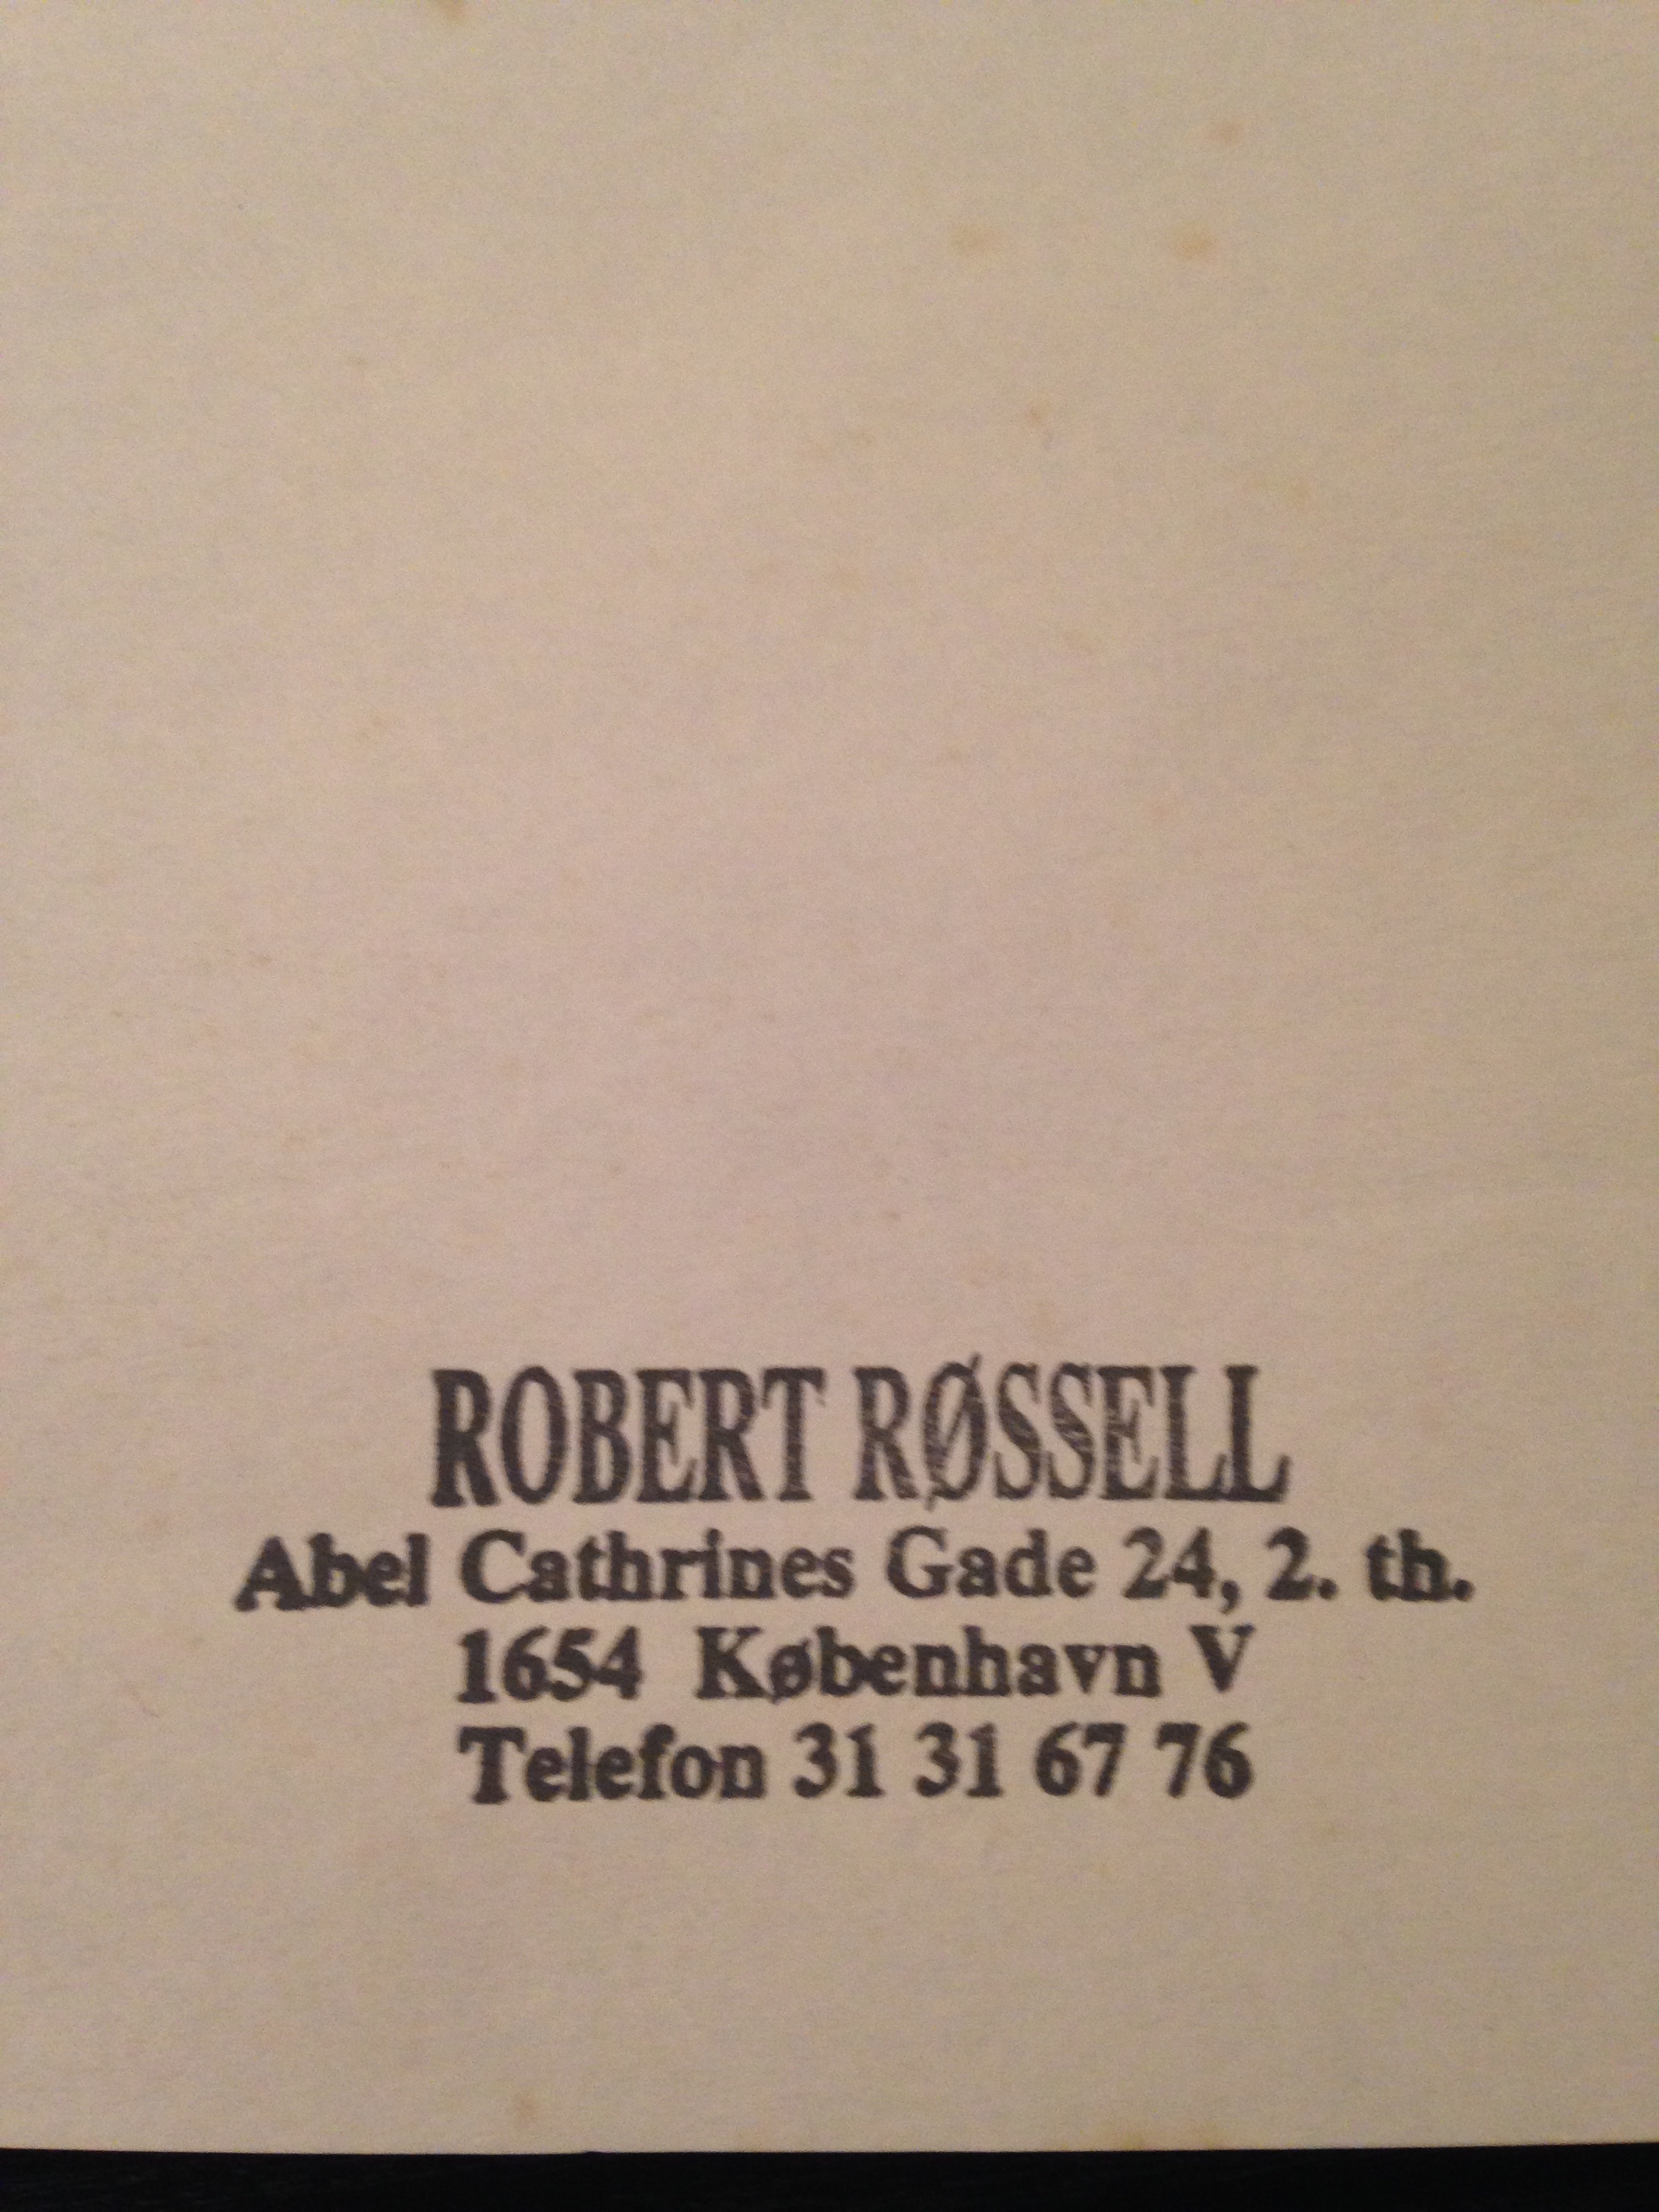 ROBERT RØSSELL
Abel Cathrines Gade 24, 2. th.
1654 København V
Telefon 31 31 67 76